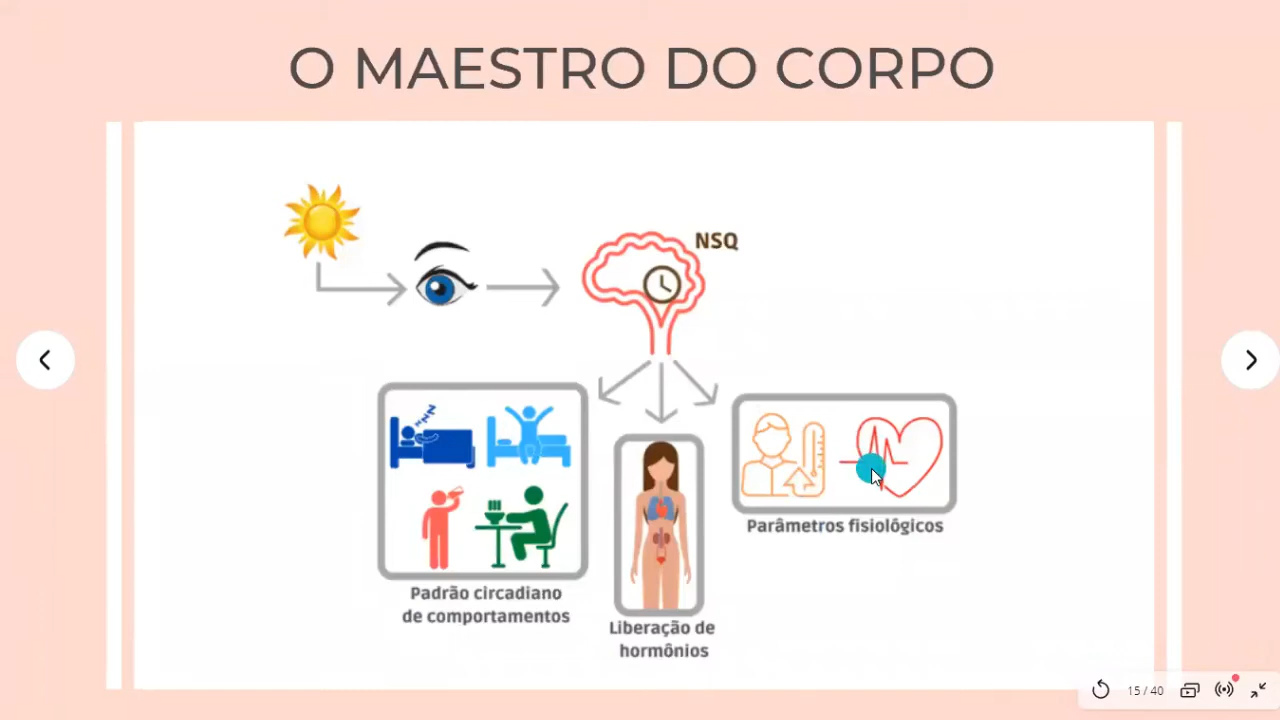 O MAESTRO DO CORPO
NSQ
Parâmetros fisiológicos
Padrão circadiano
de comportamentos
Liberação de
hormônios
15 / 40